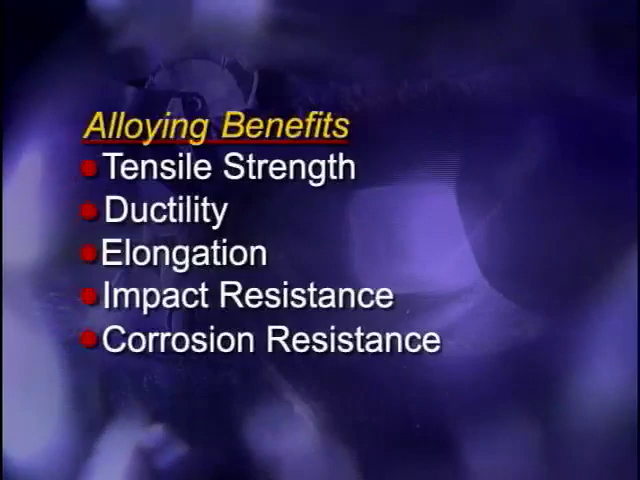 Alloying Benefits
Tensile Strength
Ductility
Elongation
Impact Resistance
Corrosion Resistance